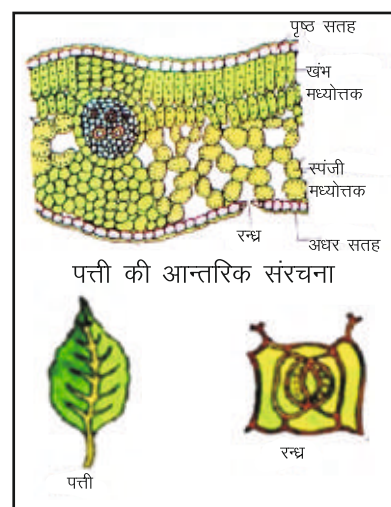 पृष्ठ सतह
खंभ
मध्योत्तक
स्पंजी
मध्योत्तक
रन्ध्र
अधर सतह
पत्ती की आन्तरिक संरचना
पत्ती
रन्ध्र